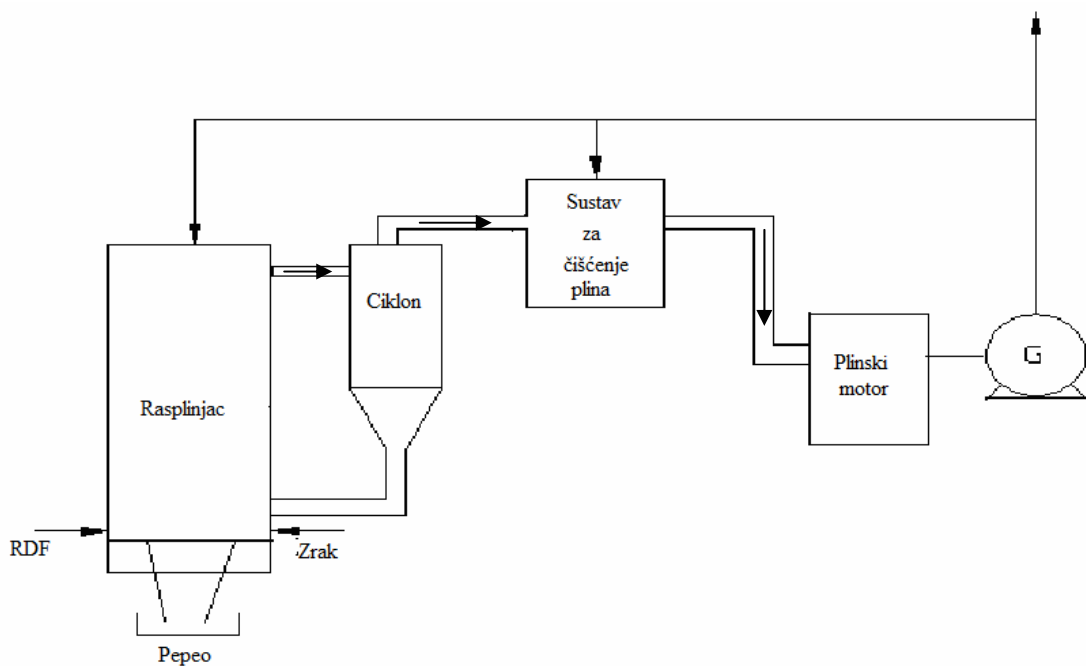 Sustav
za
čišćenje
plina
Ciklon
Plinski
motor
G
Rasplinjac
RDF
Zrak
Pepeo